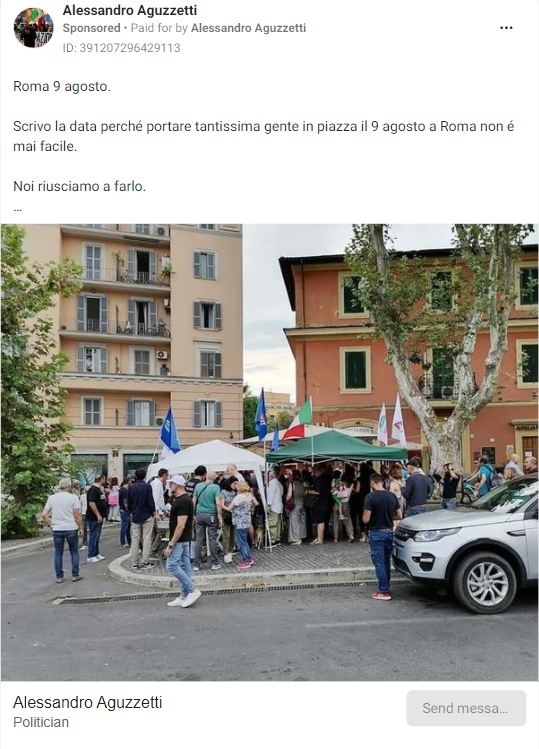 Alessandro Aguzzetti
Sponsored • Paid for by Alessandro Aguzzetti
ID: 391207296429113
Roma 9 agosto.
Scrivo la data perché portare tantissima gente in piazza il 9 agosto a Roma non é
mai facile.
Noi riusciamo a farlo.
...
Alessandro Aguzzetti
Politician
Send messa...